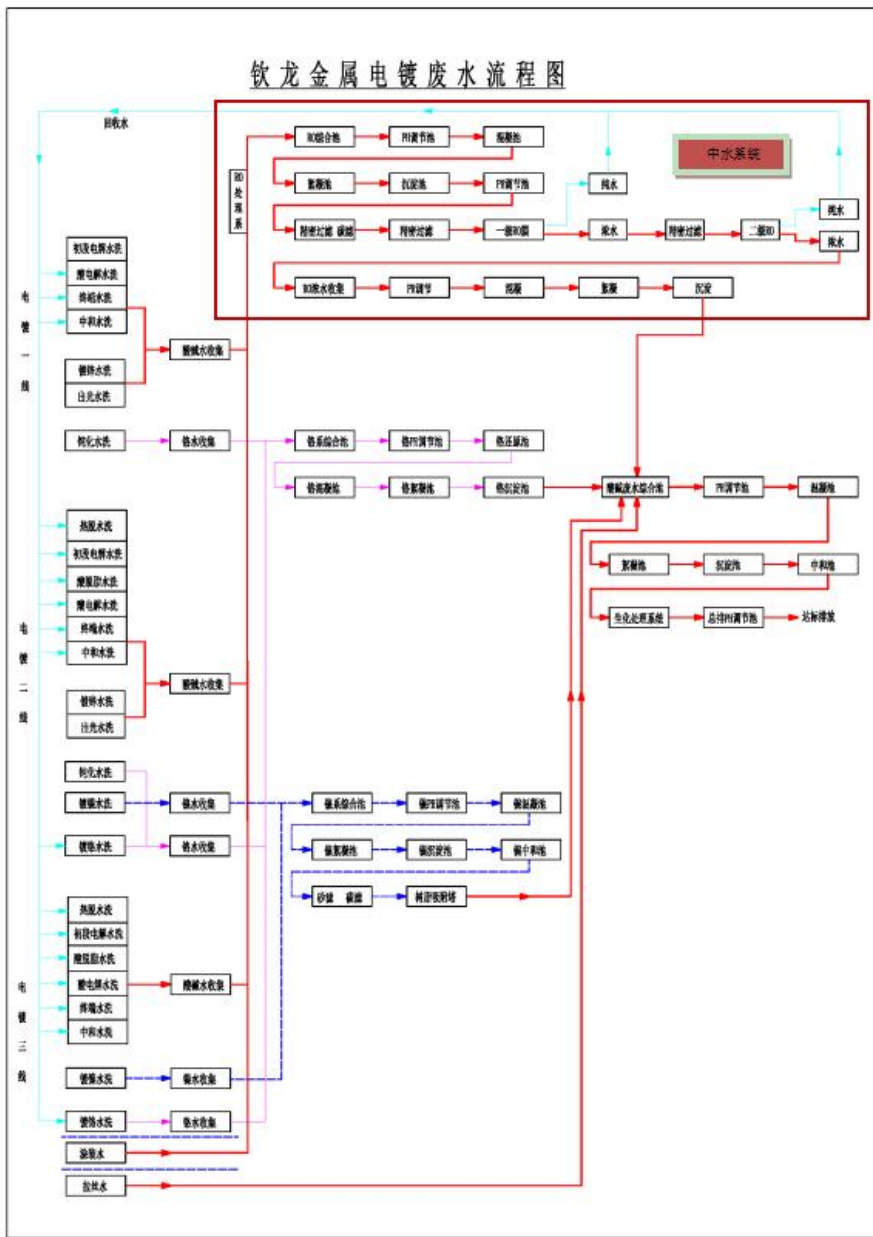 钦龙金属电镀废水流程图
回收水
RO处理系
中水系统
RO综合池
PH调节池
混凝池
絮凝池
沉淀池
PH调节池
精密过滤 碳滤
精密过滤
一级RO膜
纯水
浓水
精密过滤
二级RO
纯水
浓水
RO浓水收集
PH调节
混凝
絮凝
沉淀
电镀一线
初段电解水洗
酸电解水洗
终端水洗
中和水洗
镀锌水洗
白光水洗
酸碱水收集
钝化水洗
铬水收集
铬系综合池
铬PH调节池
铬还原池
铬混凝池
铬絮凝池
铬沉淀池
酸碱废水综合池
PH调节池
混凝池
絮凝池
沉淀池
中和池
生化处理系统
总排PH调节池
达标排放
电镀二线
热脱水洗
初段电解水洗
酸脱脂水洗
酸电解水洗
终端水洗
中和水洗
镀锌水洗
白光水洗
酸碱水收集
钝化水洗
镀镍水洗
镍水收集
镀铬水洗
铬水收集
镍系综合池
镍PH调节池
镍混凝池
镍絮凝池
镍沉淀池
镍中和池
砂滤 碳滤
树脂吸附塔
电镀三线
热脱水洗
初段电解水洗
酸脱脂水洗
酸电解水洗
终端水洗
中和水洗
酸碱水收集
镀镍水洗
镍水收集
镀铬水洗
铬水收集
涂装水
拉丝水